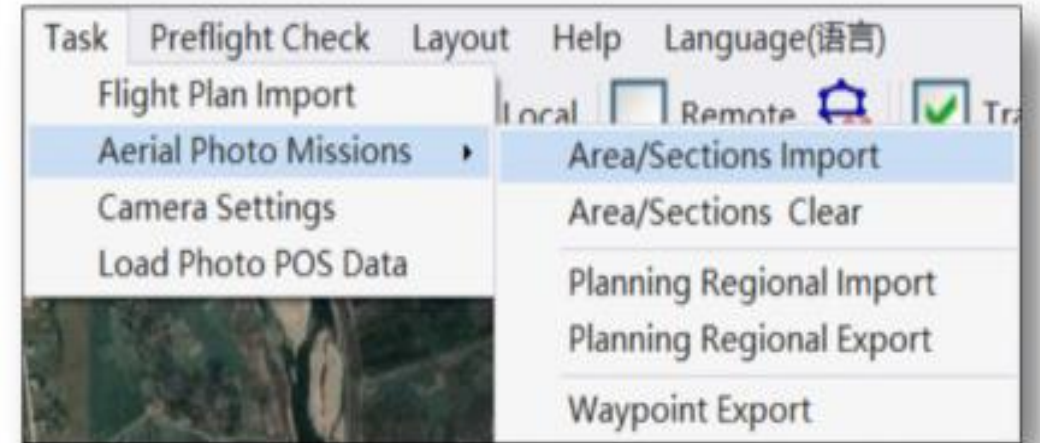 Task Preflight Check Layout Help Language(语言)
Flight Plan Import
Local Remote Tra
Aerial Photo Missions
Area/Sections Import
Camera Settings
Area/Sections Clear
Load Photo POS Data
Planning Regional Import
Planning Regional Export
Waypoint Export